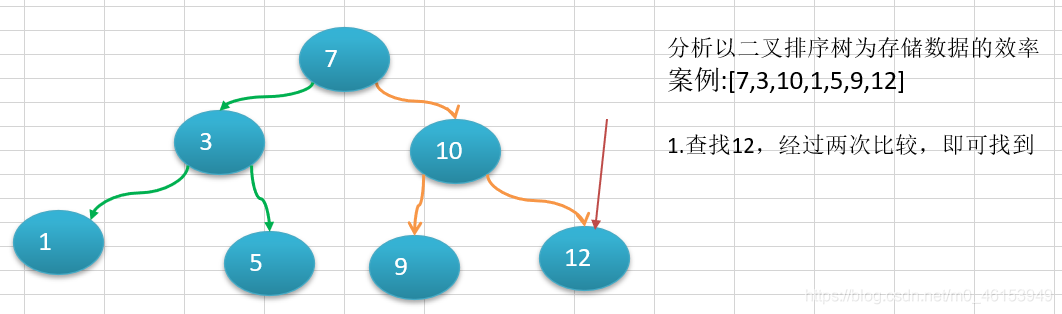 7
分析以二叉排序树为存储数据的效率
案例:[7,3,10,1,5,9,12]
3
10
1.查找12，经过两次比较，即可找到
1
5
9
12
https://blog.csdn.net/m0_46153949